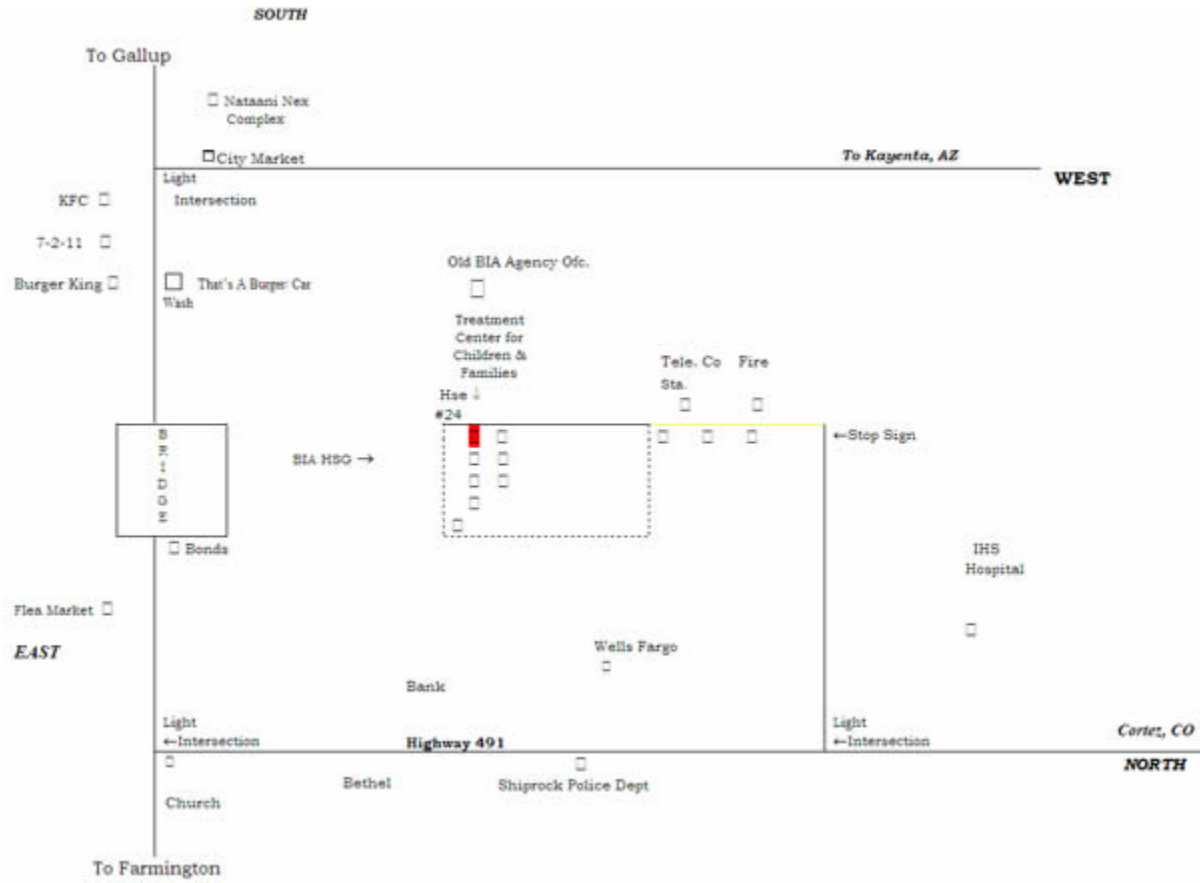 SOUTH
To Gallup
Nataani Nex
Complex
City Market
To Kayenta, AZ
WEST
Light
Intersection
KFC
7-2-11
Burger King
That's A Burger Car
Wash
Old BIA Agency Ofc.
Treatment
Center for
Children &
Families
Tele. Co Fire
Sta.
Hse ↓
#24
BRIDGE
BIA HSG →
←Stop Sign
Bonds
IHS
Hospital
Flea Market
EAST
Wells Fargo
Bank
Light
←Intersection
Highway 491
Light
←Intersection
Cortez, CO
NORTH
Bethel
Shiprock Police Dept
Church
To Farmington